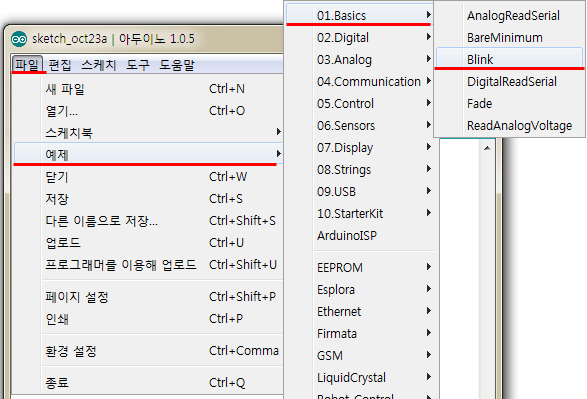 sketch_oct23a | 아두이노 1.0.5
파일 편집 스케치 도구 도움말
새 파일 Ctrl+N
열기... Ctrl+O
스케치북
예제
닫기 Ctrl+W
저장 Ctrl+S
다른 이름으로 저장... Ctrl+Shift+S
업로드 Ctrl+U
프로그래머를 이용해 업로드 Ctrl+Shift+U
페이지 설정 Ctrl+Shift+P
인쇄 Ctrl+P
환경 설정 Ctrl+Comma
종료 Ctrl+Q
01.Basics
02.Digital
03.Analog
04.Communication
05.Control
06.Sensors
07.Display
08.Strings
09.USB
10.StarterKit
ArduinoISP
EEPROM
Esplora
Ethernet
Firmata
GSM
LiquidCrystal
Robot_Control
AnalogReadSerial
BareMinimum
Blink
DigitalReadSerial
Fade
ReadAnalogVoltage